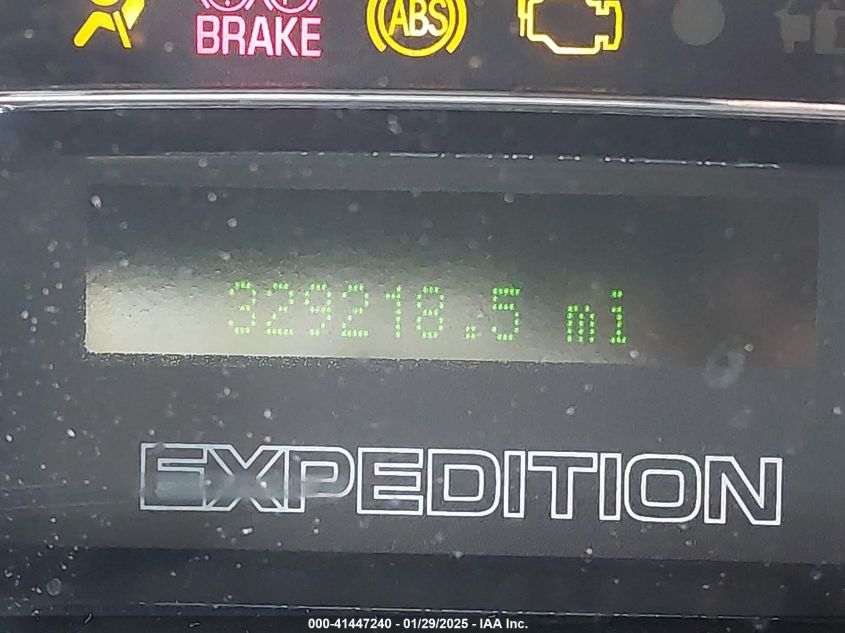 BRAKE ABS
329218.5 mi
EXPEDITION
000-41447240 - 01/29/2025 - IAA Inc.